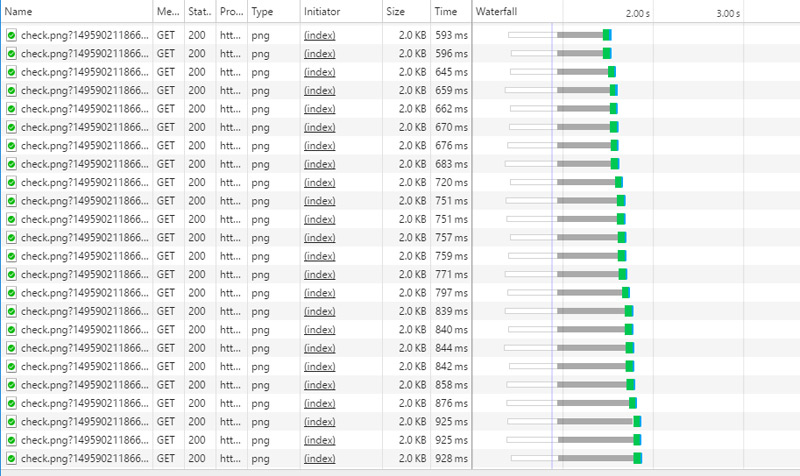 Name Me... Stat.. Pro... Type Initiator Size Time Waterfall 2.00 s 3.00 s
check.png?149590211866... GET 200 htt... png (index) 2.0 KB 593 ms
check.png?149590211866... GET 200 htt... png (index) 2.0 KB 596 ms
check.png?149590211866... GET 200 htt... png (index) 2.0 KB 645 ms
check.png?149590211866... GET 200 htt... png (index) 2.0 KB 659 ms
check.png?149590211866... GET 200 htt... png (index) 2.0 KB 662 ms
check.png?149590211866... GET 200 htt... png (index) 2.0 KB 670 ms
check.png?149590211866... GET 200 htt... png (index) 2.0 KB 676 ms
check.png?149590211866... GET 200 htt... png (index) 2.0 KB 683 ms
check.png?149590211866... GET 200 htt... png (index) 2.0 KB 720 ms
check.png?149590211866... GET 200 htt... png (index) 2.0 KB 751 ms
check.png?149590211866... GET 200 htt... png (index) 2.0 KB 751 ms
check.png?149590211866... GET 200 htt... png (index) 2.0 KB 757 ms
check.png?149590211866... GET 200 htt... png (index) 2.0 KB 759 ms
check.png?149590211866... GET 200 htt... png (index) 2.0 KB 771 ms
check.png?149590211866... GET 200 htt... png (index) 2.0 KB 797 ms
check.png?149590211866... GET 200 htt... png (index) 2.0 KB 839 ms
check.png?149590211866... GET 200 htt... png (index) 2.0 KB 840 ms
check.png?149590211866... GET 200 htt... png (index) 2.0 KB 844 ms
check.png?149590211866... GET 200 htt... png (index) 2.0 KB 842 ms
check.png?149590211866... GET 200 htt... png (index) 2.0 KB 858 ms
check.png?149590211866... GET 200 htt... png (index) 2.0 KB 876 ms
check.png?149590211866... GET 200 htt... png (index) 2.0 KB 925 ms
check.png?149590211866... GET 200 htt... png (index) 2.0 KB 925 ms
check.png?149590211866... GET 200 htt... png (index) 2.0 KB 928 ms